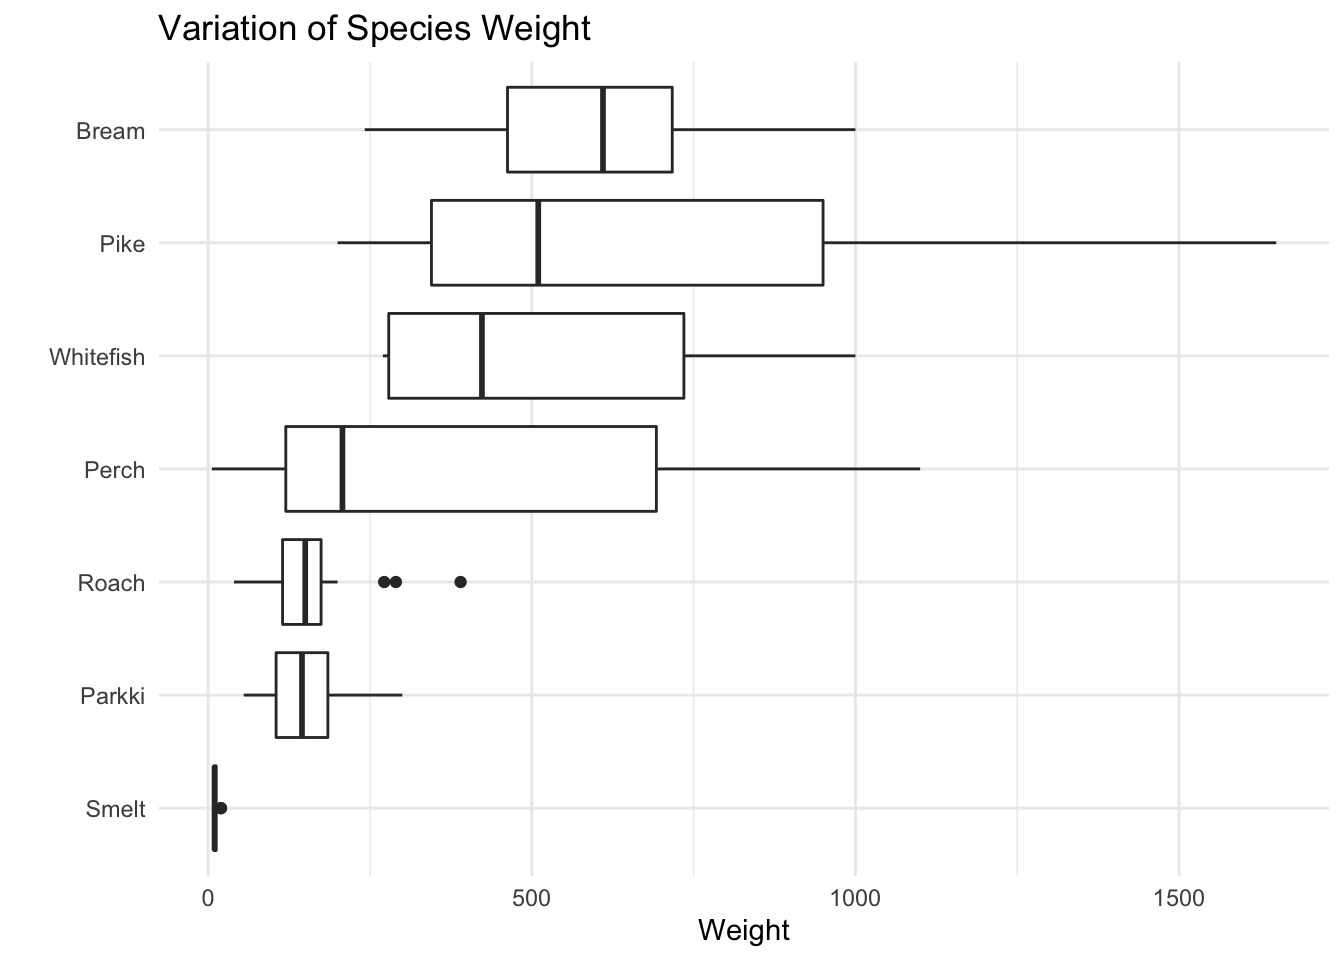 Variation of Species Weight
Bream
Pike
Whitefish
Perch
Roach
Parkki
Smelt
0 500 1000 1500
Weight